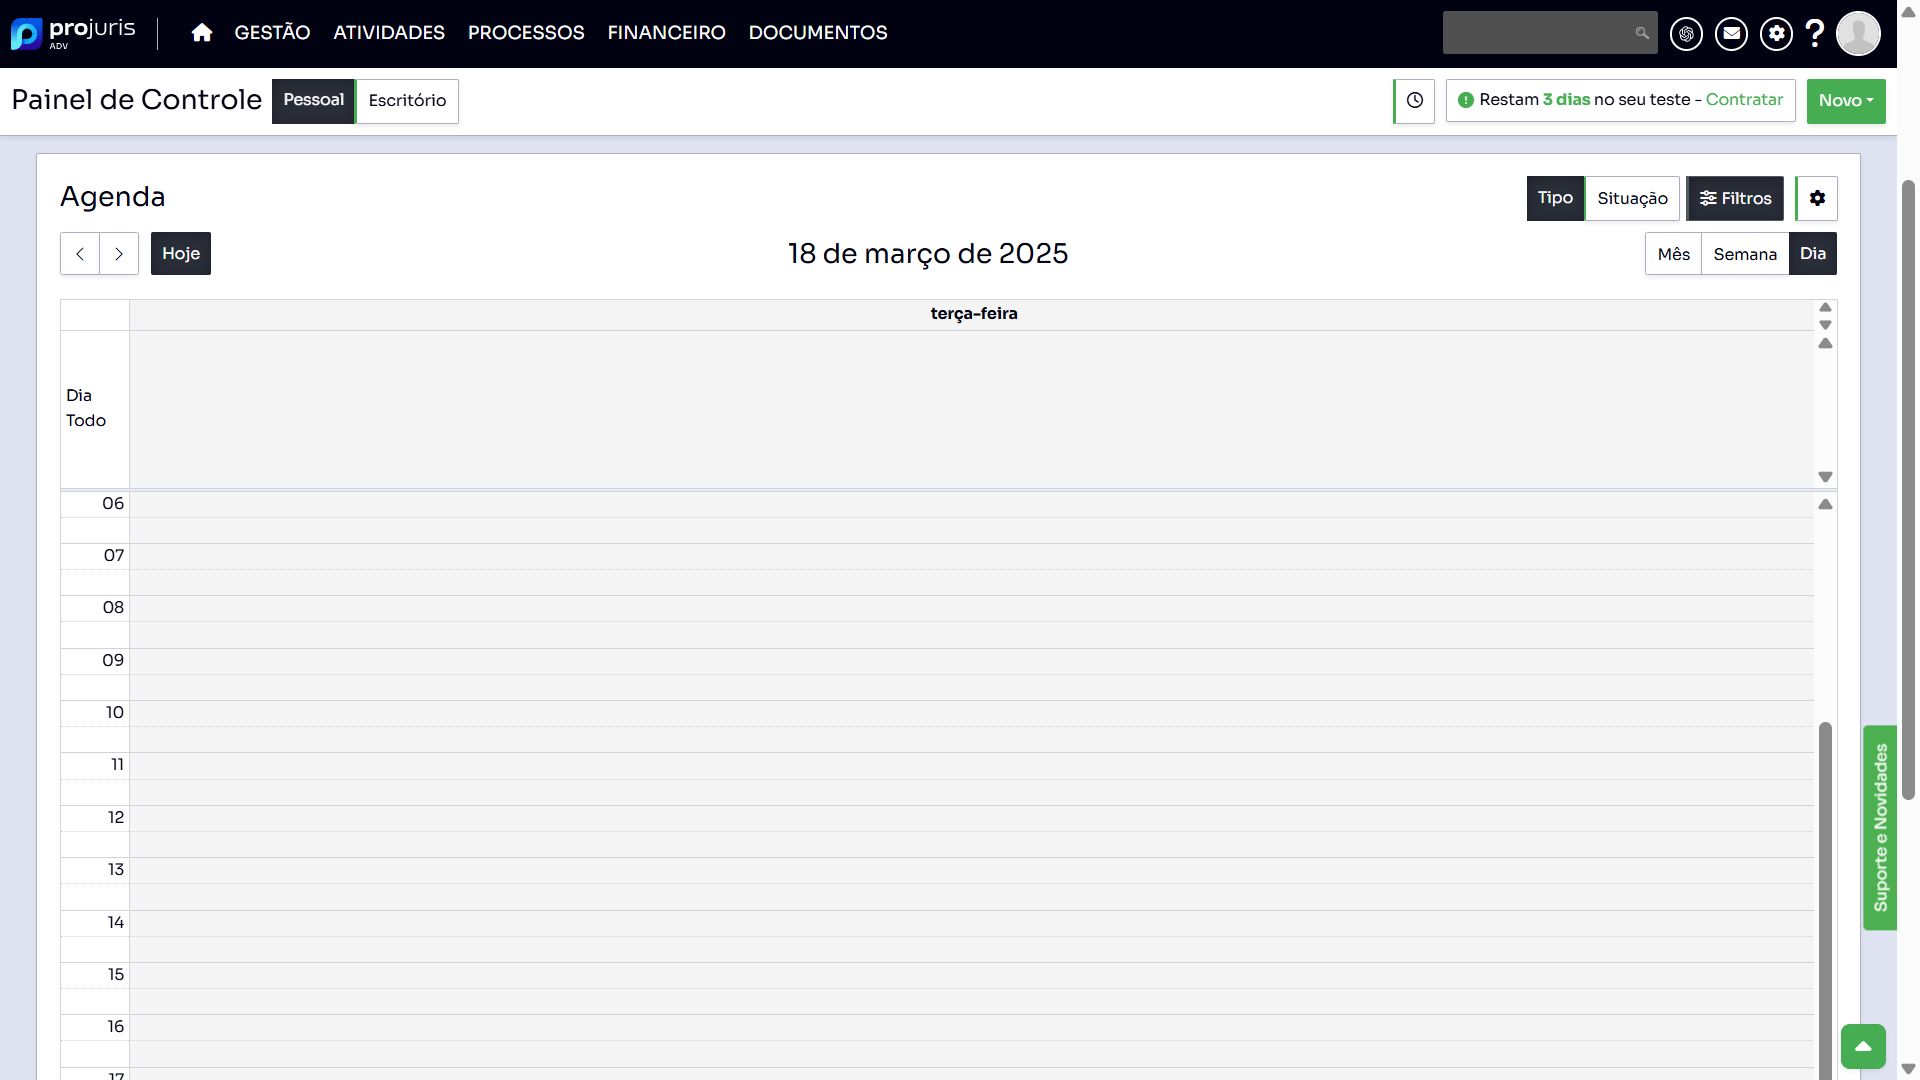 projuris
ADV
GESTÃO ATIVIDADES PROCESSOS FINANCEIRO DOCUMENTOS
?
Painel de Controle Pessoal Escritório
Restam 3 dias no seu teste - Contratar
Novo
Agenda
Tipo Situação Filtros
Hoje
18 de março de 2025
Mês Semana Dia
terça-feira
Dia
Todo
06
07
08
09
10
11
12
13
14
15
16
17
Suporte e Novidades